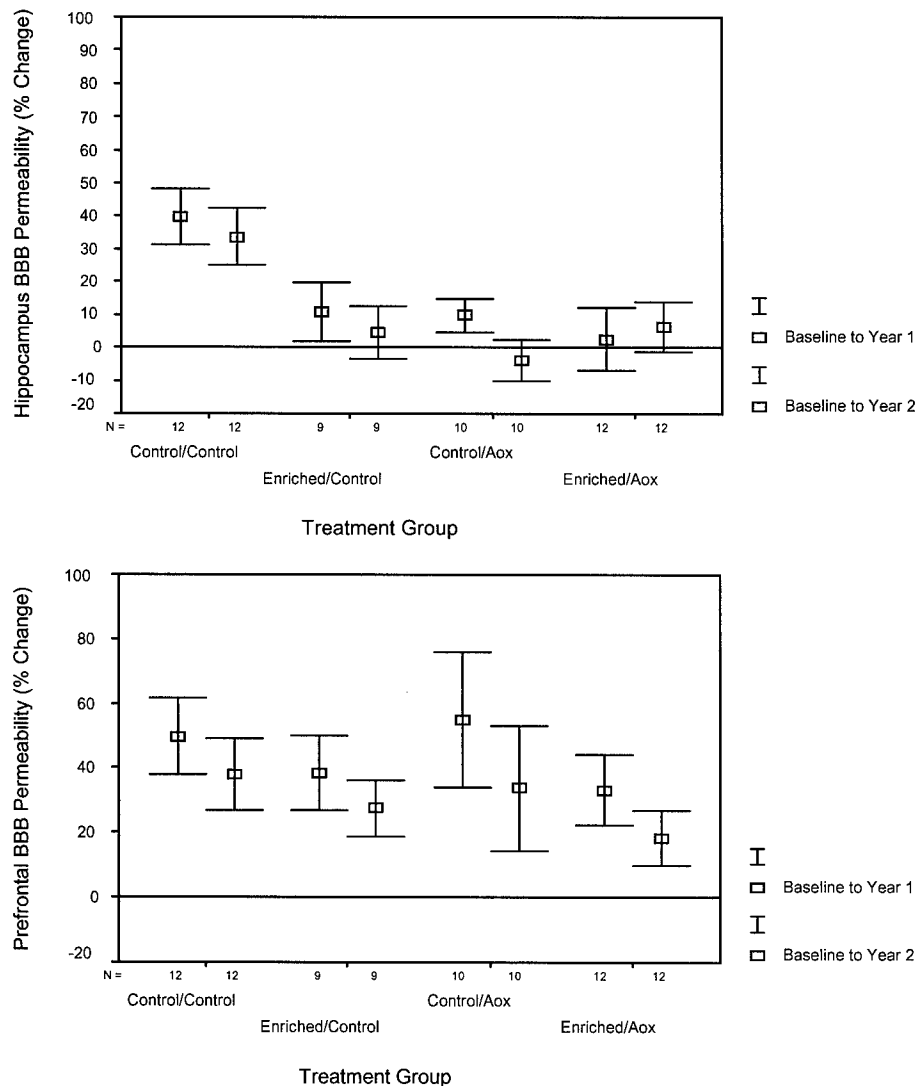 Hippocampus BBB Permeability (% Change)
100
90
80
70
60
50
40
30
20
10
0
-10
-20
N = 12 12 9 9 10 10 12 12
Control/Control Control/Aox
Enriched/Control Enriched/Aox
Treatment Group
Baseline to Year 1
Baseline to Year 2
Prefrontal BBB Permeability (% Change)
100
80
60
40
20
0
-20
N = 12 12 9 9 10 10 12 12
Control/Control Control/Aox
Enriched/Control Enriched/Aox
Treatment Group
Baseline to Year 1
Baseline to Year 2